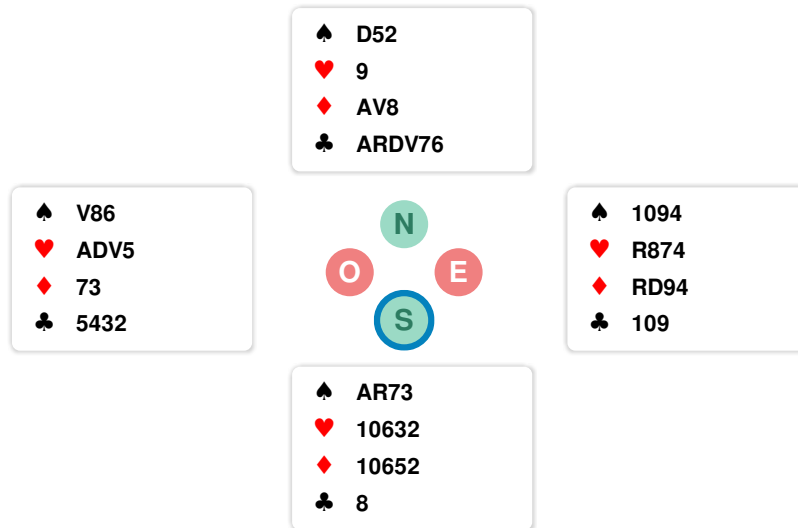 ♠ D52
♥ 9
♦ AV8
♣ ARDV76
♠ V86
♥ ADV5
♦ 73
♣ 5432
N
O E
S
♠ 1094
♥ R874
♦ RD94
♣ 109
♠ AR73
♥ 10632
♦ 10652
♣ 8